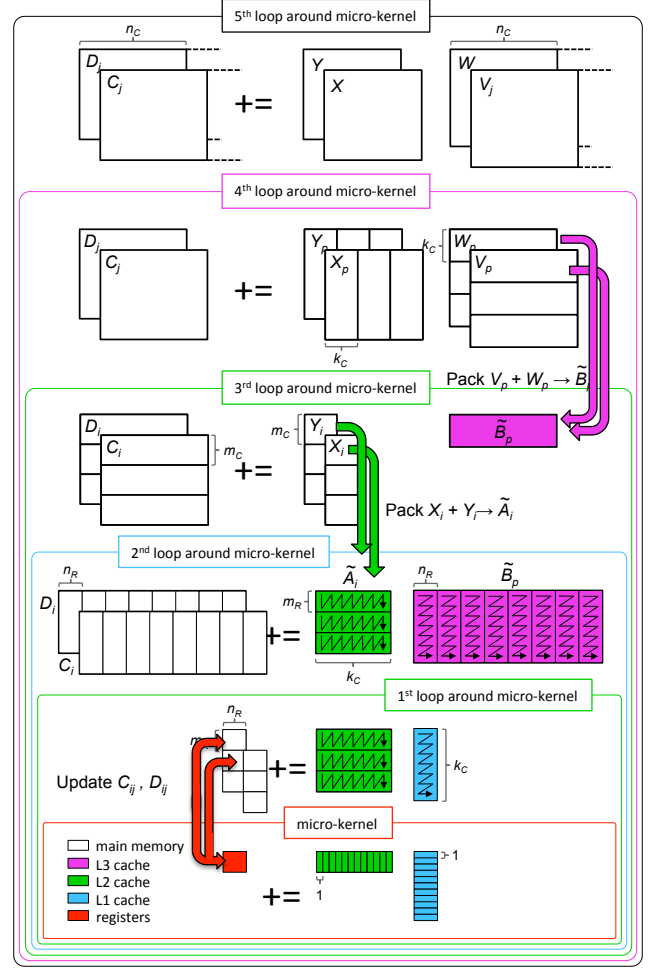 5th loop around micro-kernel
nC nC
Dj Y W
Cj += X Vj
4th loop around micro-kernel
Dj Yp kC Wp
Cj += Xp Vp
kC
Pack Vp + Wp → B̃p
3rd loop around micro-kernel
Di mC Yi B̃p
Ci mC += Xi
Pack Xi + Yi → Ãi
2nd loop around micro-kernel
nR Ãi nR B̃p
Di += mR
Ci kC
1st loop around micro-kernel
nR
+= kC
Update Cij , Dij
micro-kernel
main memory
L3 cache
L2 cache
L1 cache
registers
+= 1 1